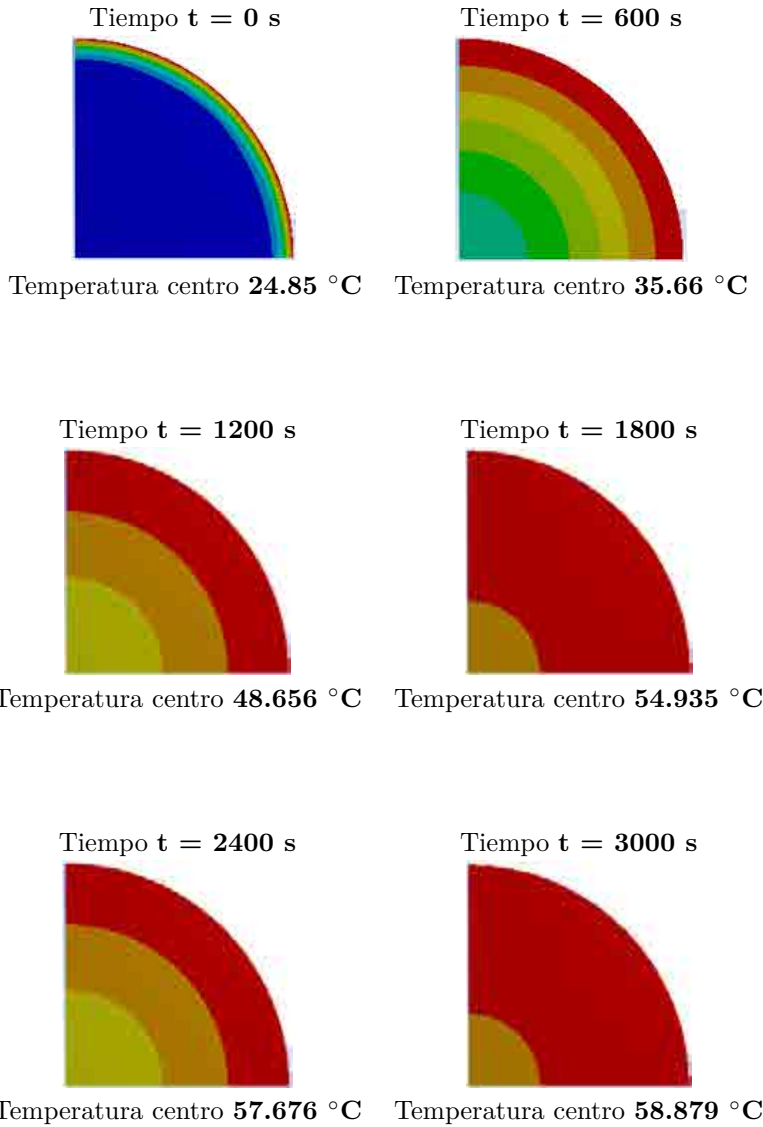 Tiempo t = 0 s
Tiempo t = 600 s
Temperatura centro 24.85 °C
Temperatura centro 35.66 °C
Tiempo t = 1200 s
Tiempo t = 1800 s
Temperatura centro 48.656 °C
Temperatura centro 54.935 °C
Tiempo t = 2400 s
Tiempo t = 3000 s
Temperatura centro 57.676 °C
Temperatura centro 58.879 °C